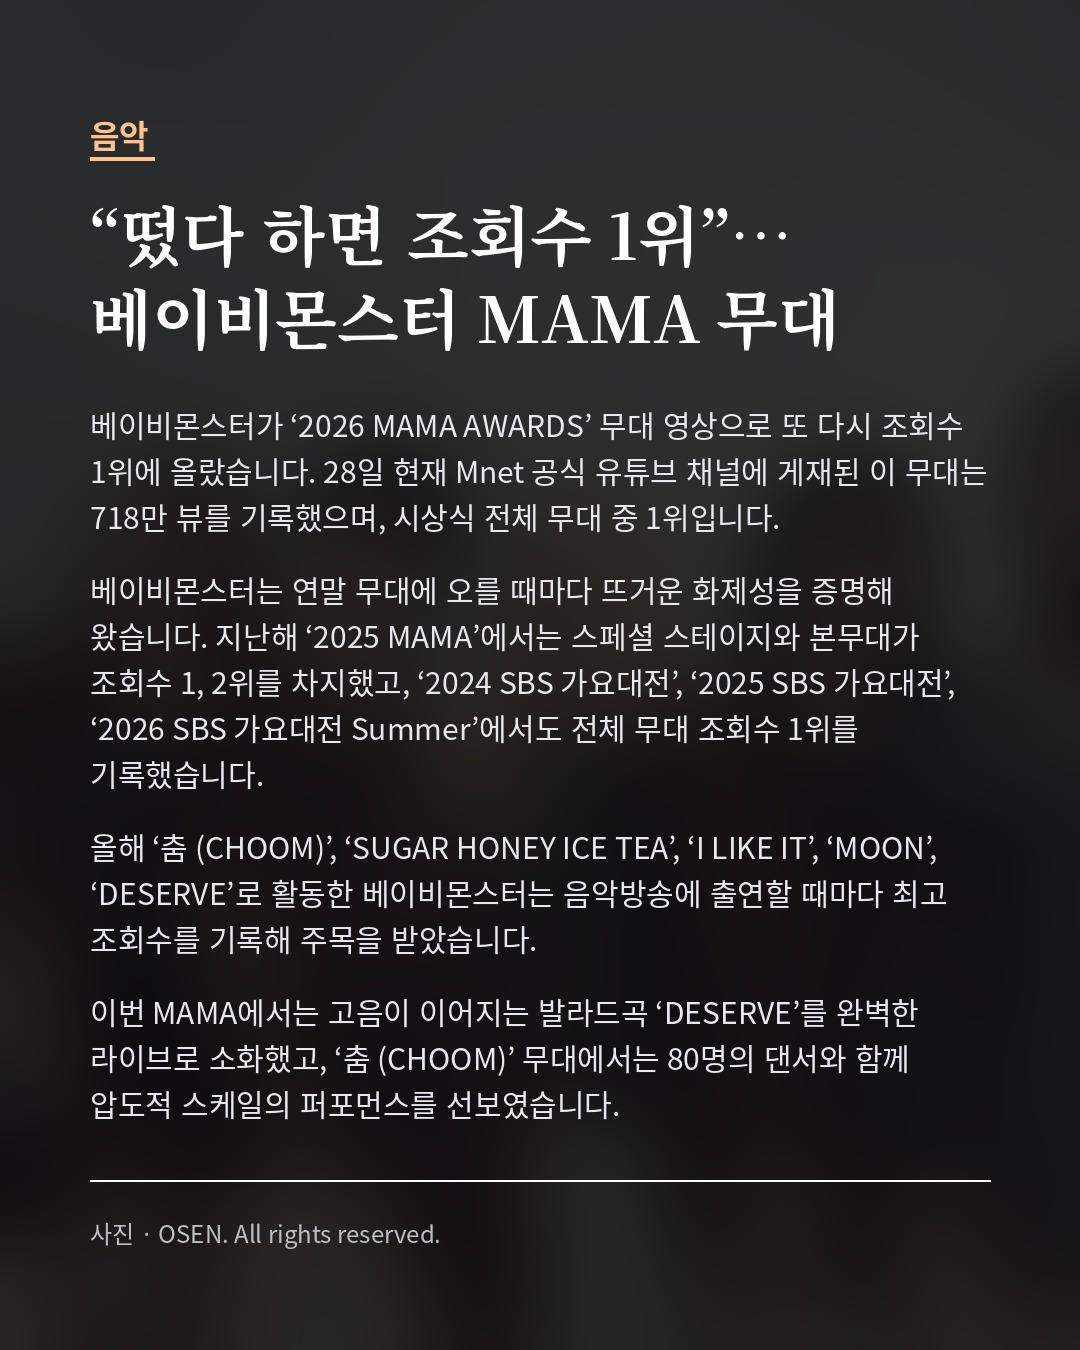 음악
“떴다 하면 조회수 1위”…
베이비몬스터 MAMA 무대
베이비몬스터가 ‘2026 MAMA AWARDS’ 무대 영상으로 또 다시 조회수
1위에 올랐습니다. 28일 현재 Mnet 공식 유튜브 채널에 게재된 이 무대는
718만 뷰를 기록했으며, 시상식 전체 무대 중 1위입니다.
베이비몬스터는 연말 무대에 오를 때마다 뜨거운 화제성을 증명해
왔습니다. 지난해 ‘2025 MAMA’에서는 스페셜 스테이지와 본무대가
조회수 1, 2위를 차지했고, ‘2024 SBS 가요대전’, ‘2025 SBS 가요대전’,
‘2026 SBS 가요대전 Summer’에서도 전체 무대 조회수 1위를
기록했습니다.
올해 ‘춤 (CHOOM)’, ‘SUGAR HONEY ICE TEA’, ‘I LIKE IT’, ‘MOON’,
‘DESERVE’로 활동한 베이비몬스터는 음악방송에 출연할 때마다 최고
조회수를 기록해 주목을 받았습니다.
이번 MAMA에서는 고음이 이어지는 발라드곡 ‘DESERVE’를 완벽한
라이브로 소화했고, ‘춤 (CHOOM)’ 무대에서는 80명의 댄서와 함께
압도적 스케일의 퍼포먼스를 선보였습니다.
사진 · OSEN. All rights reserved.